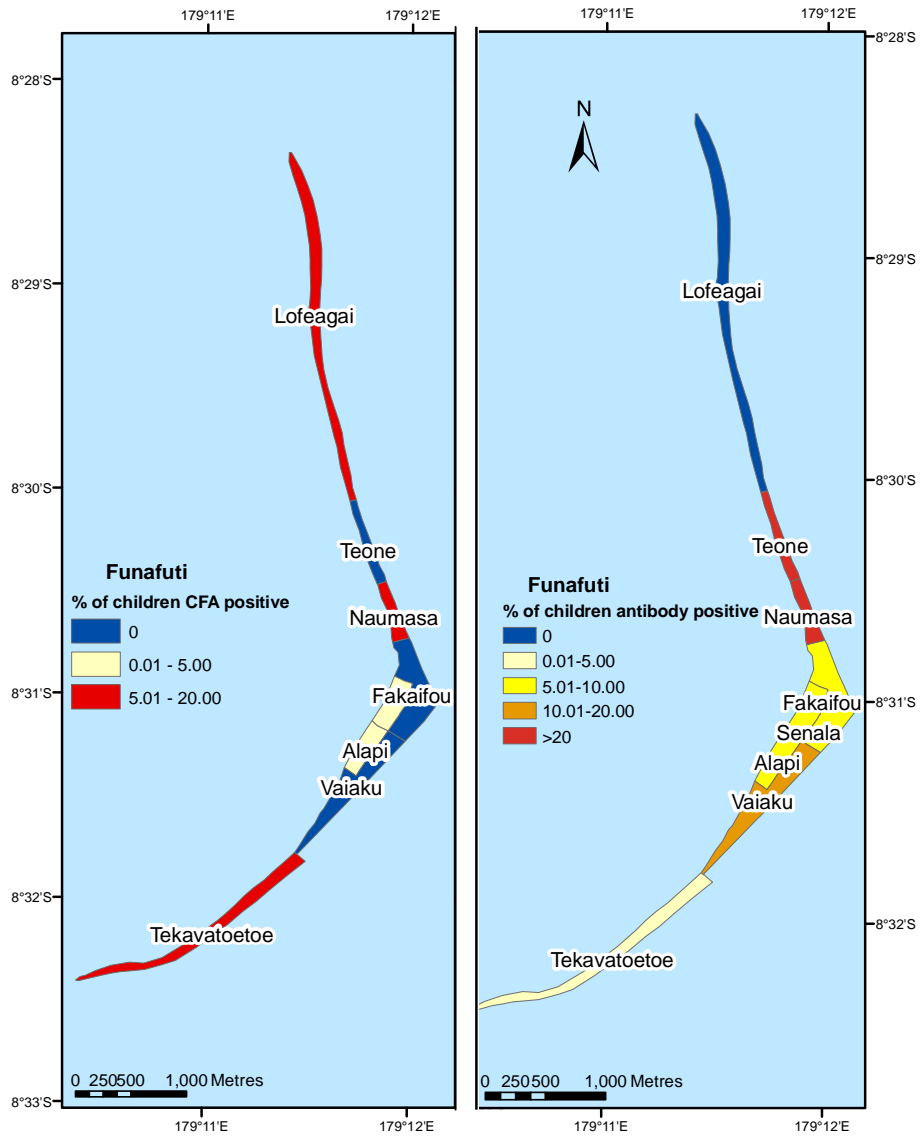 179°11'E 179°12'E
8°28'S
8°29'S
8°30'S
8°31'S
8°32'S
8°33'S
Lofeagai
Teone
Naumasa
Fakaifou
Alapi
Vaiaku
Tekavatoetoe
Funafuti
% of children CFA positive
0
0.01 - 5.00
5.01 - 20.00
0 250500 1,000 Metres
179°11'E 179°12'E
179°11'E 179°12'E
8°28'S
8°29'S
8°30'S
8°31'S
8°32'S
N
Lofeagai
Teone
Naumasa
Fakaifou
Senala
Alapi
Vaiaku
Tekavatoetoe
Funafuti
% of children antibody positive
0
0.01-5.00
5.01-10.00
10.01-20.00
>20
0 250500 1,000 Metres
179°11'E 179°12'E